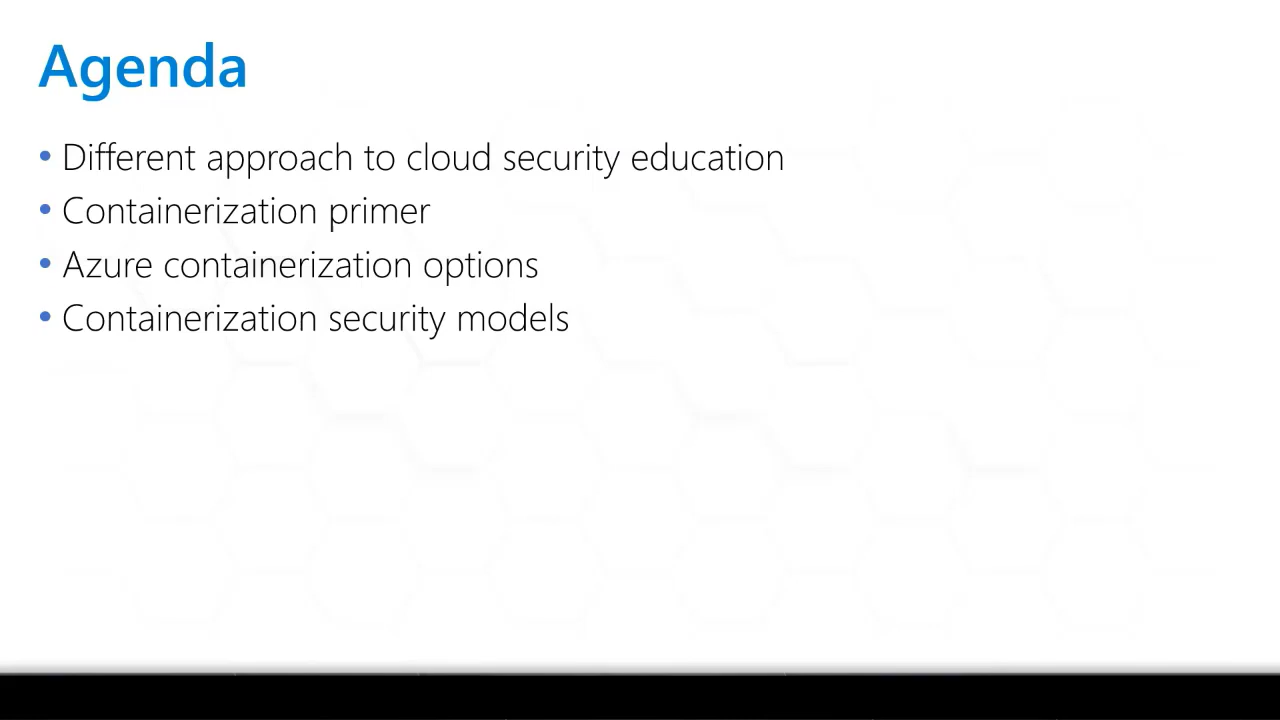 Agenda
• Different approach to cloud security education
• Containerization primer
• Azure containerization options
• Containerization security models